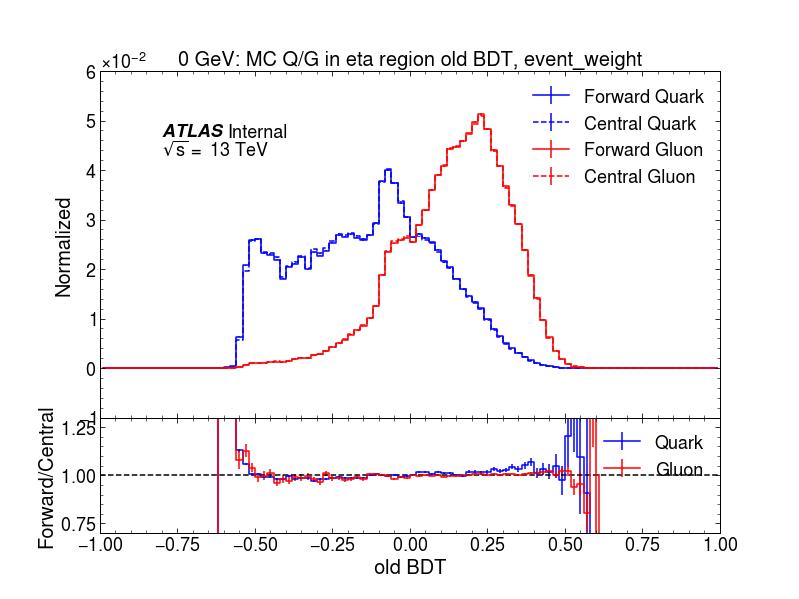 ×10⁻² 0 GeV: MC Q/G in eta region old BDT, event_weight
6
5
4
3
2
1
0
−1
Normalized
ATLAS Internal
√s = 13 TeV
Forward Quark
Central Quark
Forward Gluon
Central Gluon
1.25
1.00
0.75
Forward/Central
Quark
Gluon
−1.00 −0.75 −0.50 −0.25 0.00 0.25 0.50 0.75 1.00
old BDT